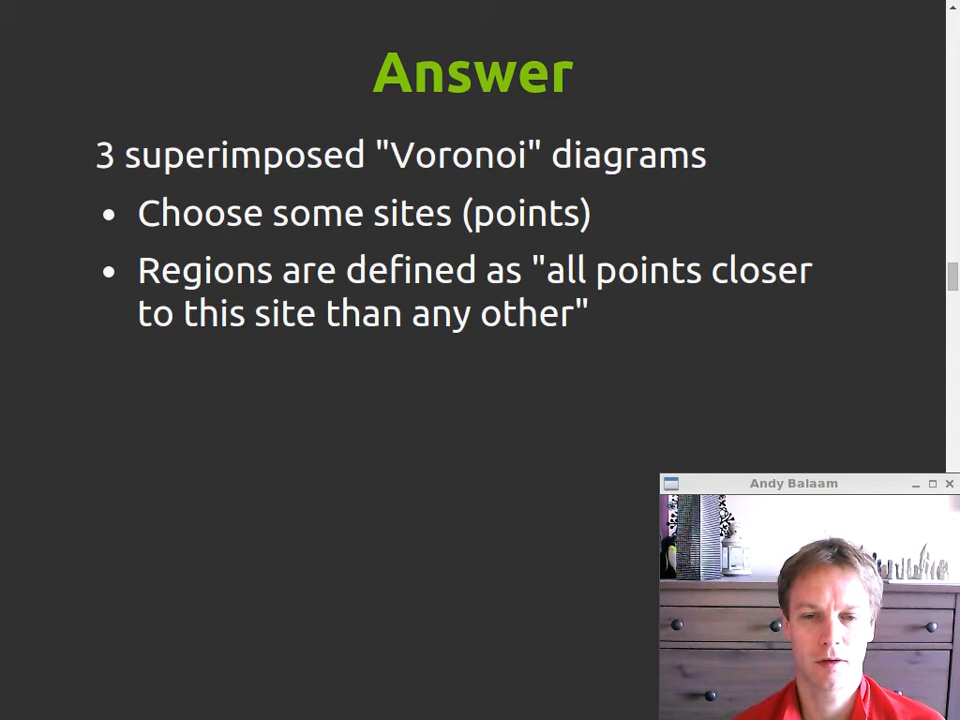 Answer
3 superimposed "Voronoi" diagrams
• Choose some sites (points)
• Regions are defined as "all points closer
to this site than any other"
Andy Balaam